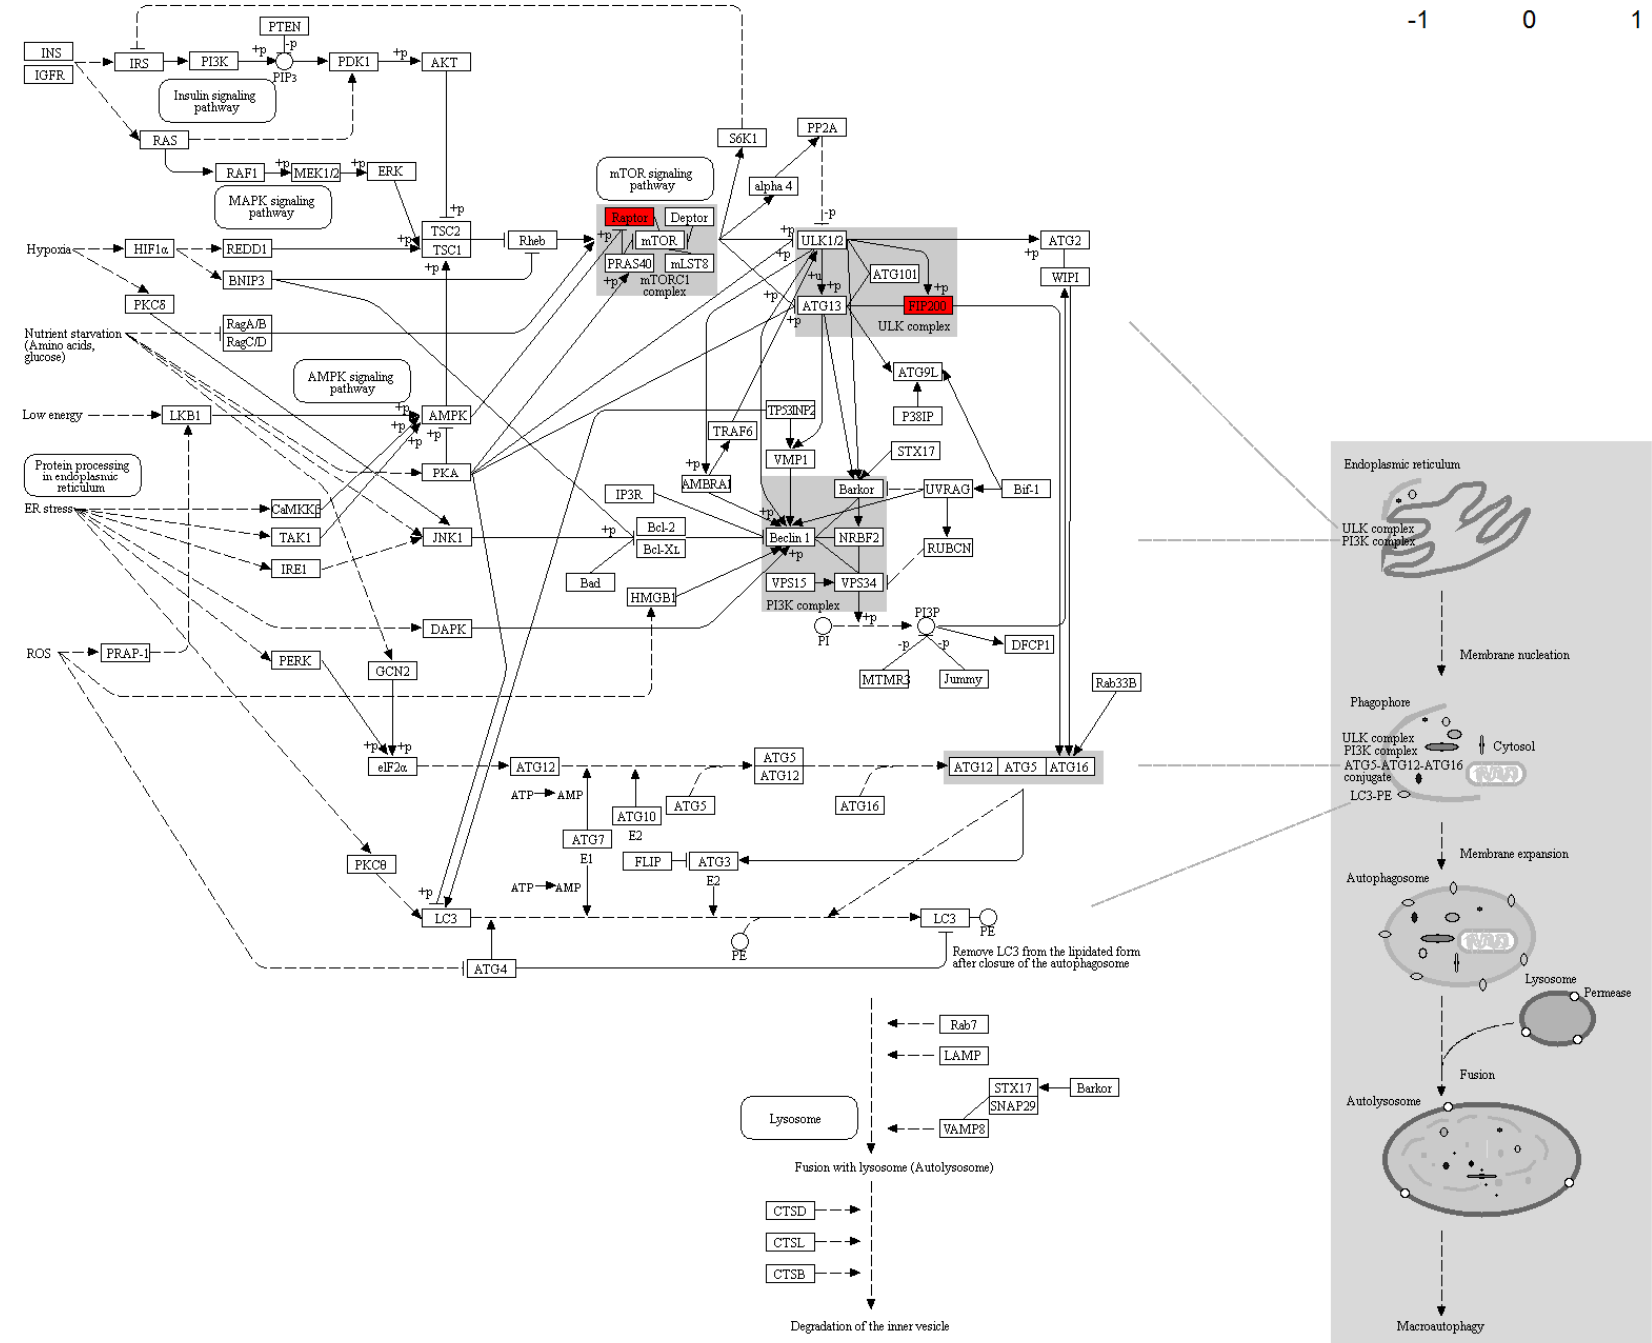 -1 0 1
PTEN
INS
IGFR
IRS
PI3K
+p
-p
PIP3
PDK1
+p
AKT
Insulin signaling
pathway
RAS
RAF1
+p
MEK1/2
+p
ERK
MAPK signaling
pathway
mTOR signaling
pathway
S6K1
PP2A
alpha 4
-p
+p
TSC2
TSC1
+p
+p
Rheb
Raptor
Deptor
+p
mTOR
PRAS40
mLST8
mTORC1
complex
Hypoxia
HIF1α
REDD1
BNIP3
PKCδ
+p
+p
ULK1/2
+u
ATG101
+p
ATG13
FIP200
ULK complex
+p
+p
ATG2
+p
WIPI
Nutrient starvation
(Amino acids,
glucose)
RagA/B
RagC/D
AMPK signaling
pathway
ATG9L
P38IP
Low energy
LKB1
+p
+p
+p
AMPK
+p
TP53INP2
TRAF6
VMP1
STX17
Protein processing
in endoplasmic
reticulum
PKA
+p
AMBRA1
Barkor
UVRAG
Bif-1
ER stress
CaMKKβ
TAK1
IRE1
JNK1
IP3R
+p
Bcl-2
Bcl-XL
Bad
+p
Beclin 1
+p
NRBF2
RUBCN
VPS15
VPS34
PI3K complex
HMGB1
+p
PI
PI3P
DFCP1
-p
-p
MTMR3
Jummy
DAPK
ROS
PRAP-1
PERK
GCN2
Rab33B
+p
+p
eIF2α
ATG12
ATG5
ATG12
ATG12
ATG5
ATG16
ATP
AMP
ATG5
ATG16
ATG10
E2
ATG7
E1
PKCδ
FLIP
ATG3
E2
ATP
AMP
+p
LC3
LC3
PE
PE
Remove LC3 from the lipidated form
after closure of the autophagosome
ATG4
Rab7
LAMP
STX17
SNAP29
Barkor
VAMP8
Lysosome
Fusion with lysosome (Autolysosome)
CTSD
CTSL
CTSB
Degradation of the inner vesicle
Endoplasmic reticulum
ULK complex
PI3K complex
Membrane nucleation
Phagophore
ULK complex
PI3K complex
Cytosol
ATG5-ATG12-ATG16
conjugate
LC3-PE
Membrane expansion
Autophagosome
Lysosome
Permease
Fusion
Autolysosome
Macroautophagy